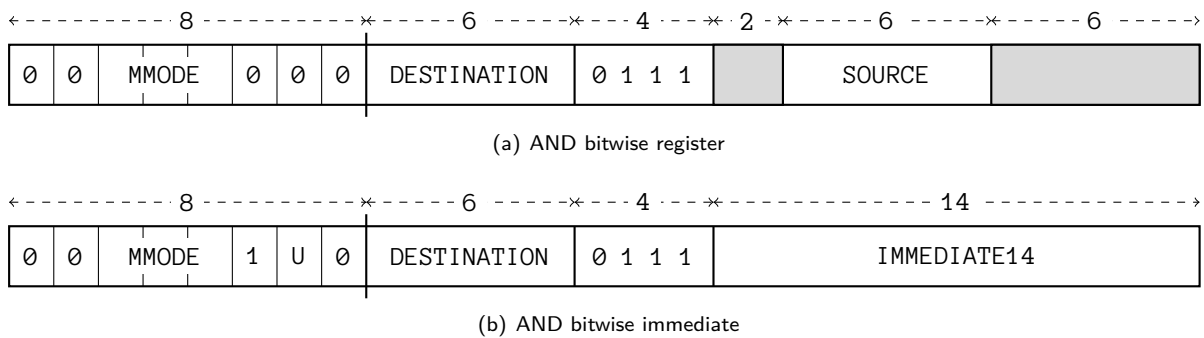 8 6 4 2 6 6
0 0 MMODE 0 0 0 DESTINATION 0 1 1 1 SOURCE
(a) AND bitwise register
8 6 4 14
0 0 MMODE 1 U 0 DESTINATION 0 1 1 1 IMMEDIATE14
(b) AND bitwise immediate